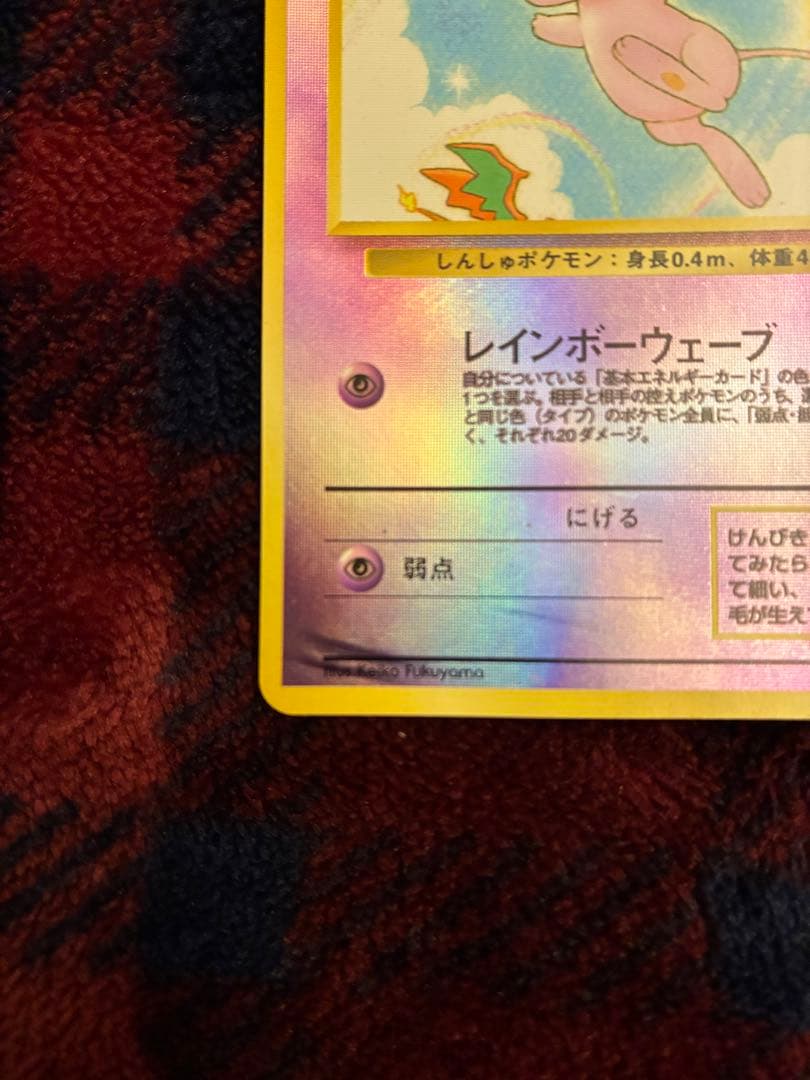 しんしゅポケモン：身長0.4m、体重4
レインボーウェーブ
自分についている「基本エネルギーカード」の色
1つを選ぶ。相手と相手の控えポケモンのうち、選
と同じ色（タイプ）のポケモン全員に、「弱点・
く、それぞれ20ダメージ。
にげる
弱点
けんびき
てみたら
て細い、
毛が生え
Illus. Keiko Fukuyama